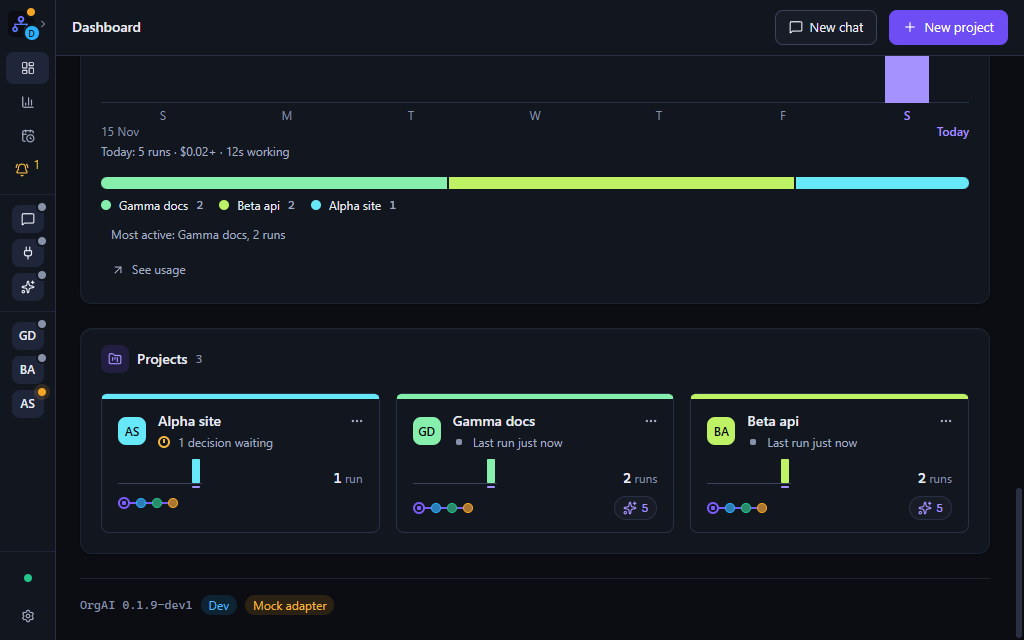 D
Dashboard
New chat
New project
1
GD
BA
AS
S M T W T F S
15 Nov Today
Today: 5 runs · $0.02+ · 12s working
Gamma docs 2 Beta api 2 Alpha site 1
Most active: Gamma docs, 2 runs
See usage
Projects 3
AS Alpha site
1 decision waiting
1 run
GD Gamma docs
Last run just now
2 runs
5
BA Beta api
Last run just now
2 runs
5
OrgAI 0.1.9-dev1 Dev Mock adapter